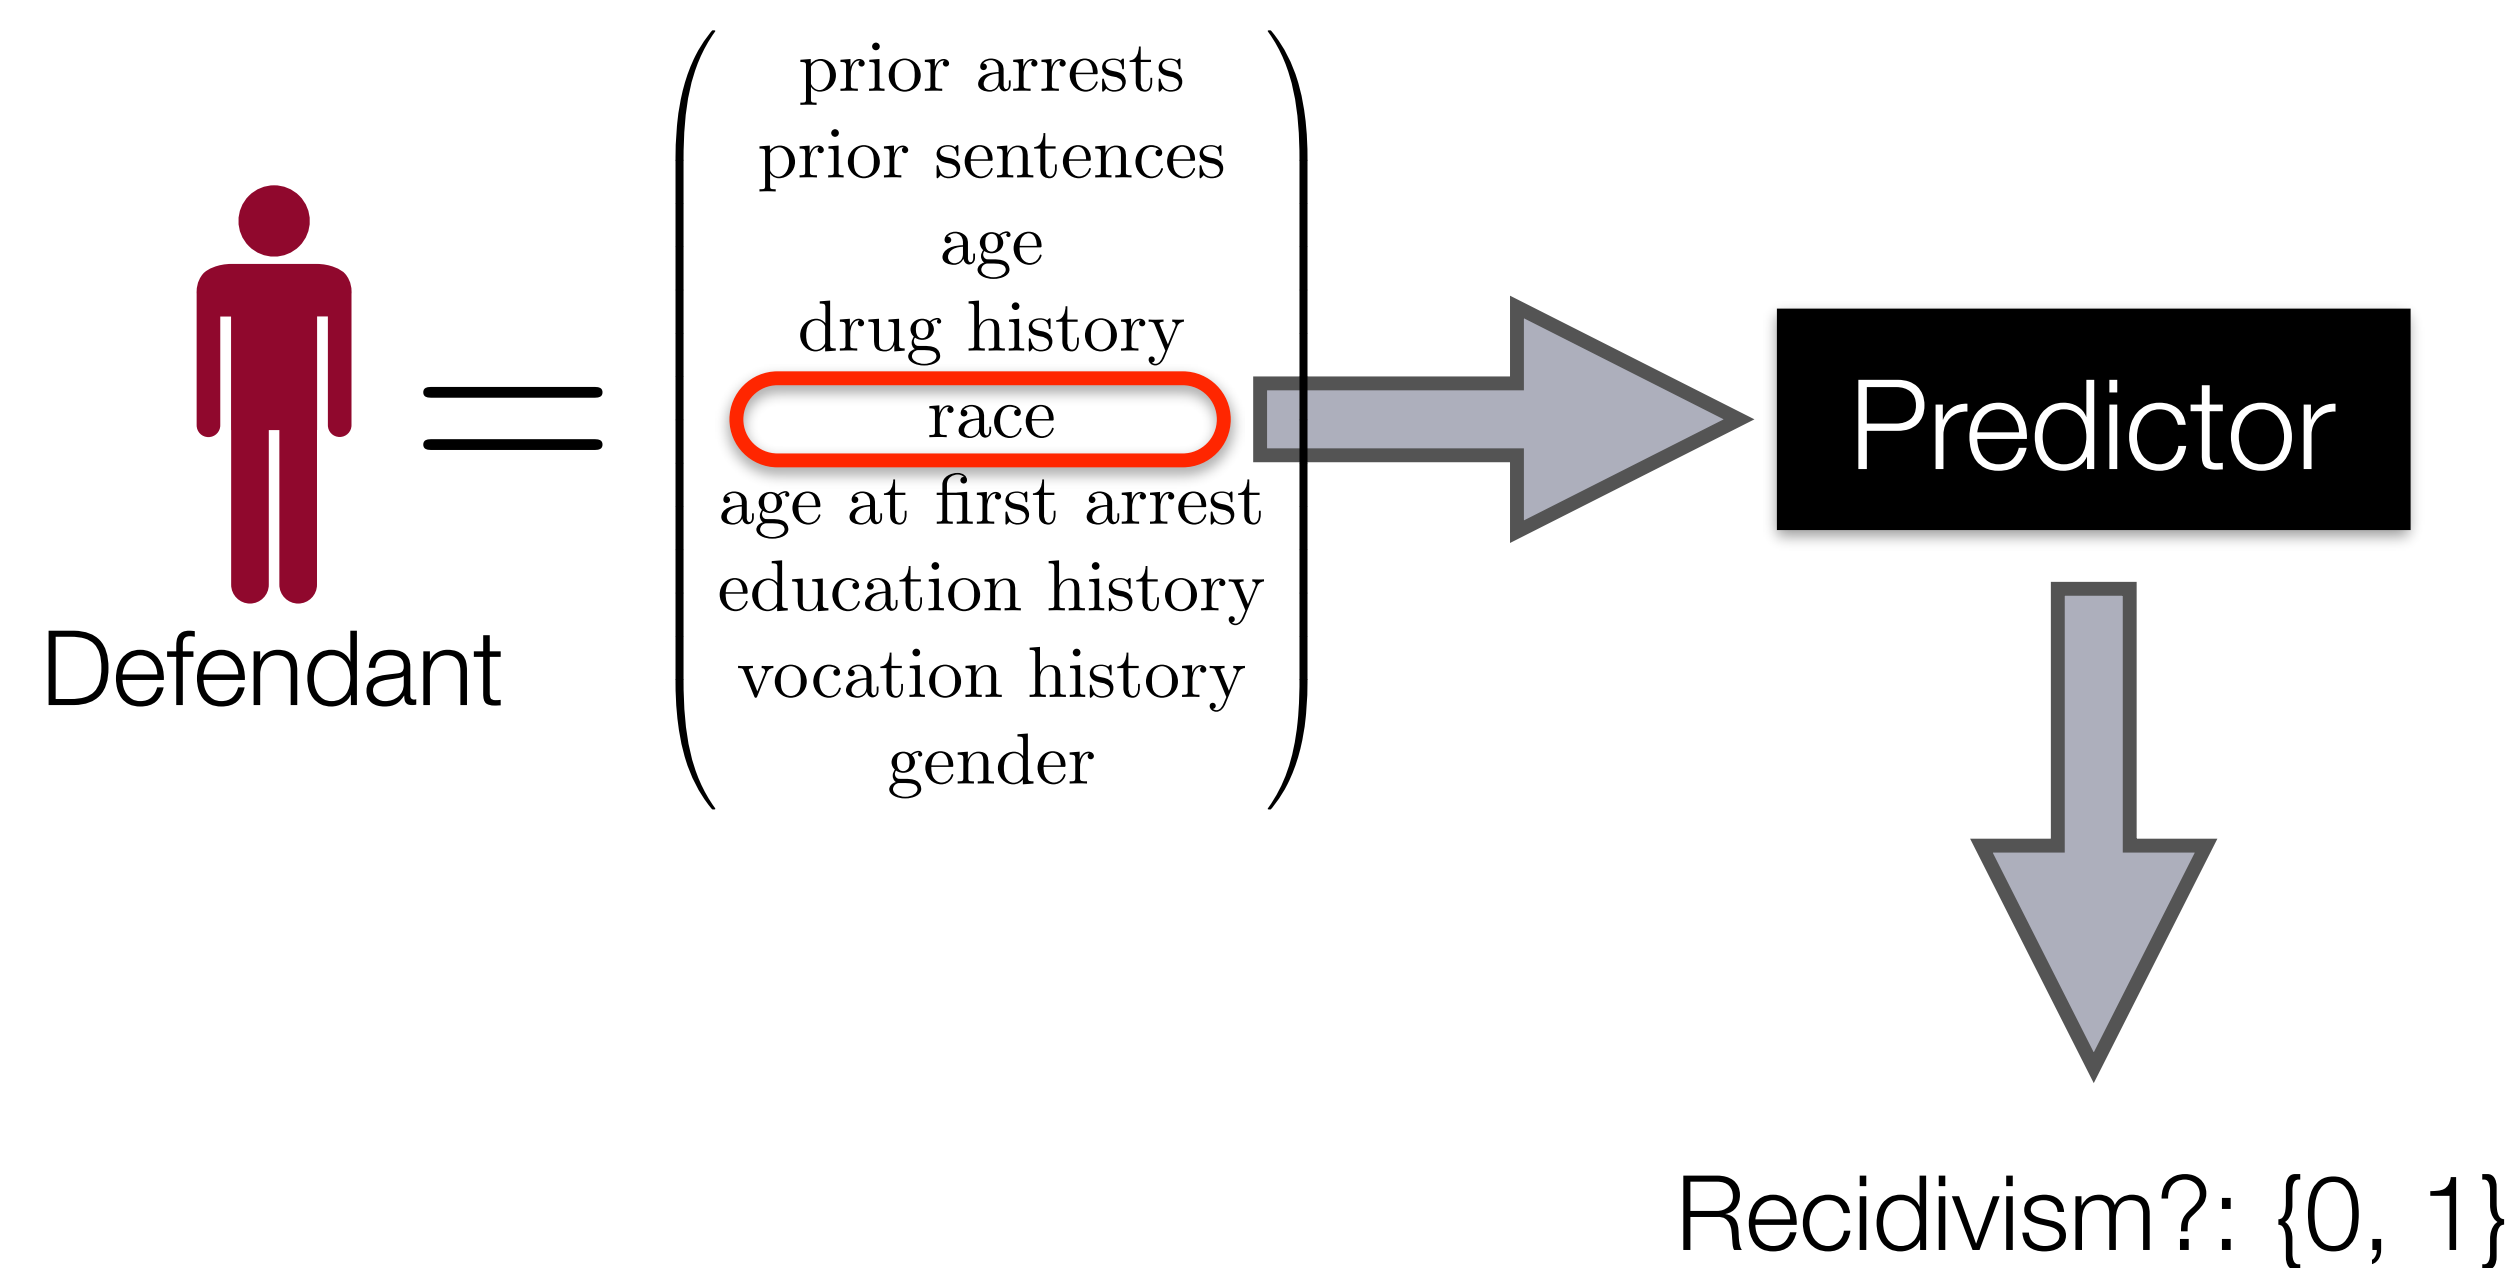 Defendant
=
prior arrests
prior sentences
age
drug history
race
age at first arrest
education history
vocation history
gender
Predictor
Recidivism?: {0, 1}